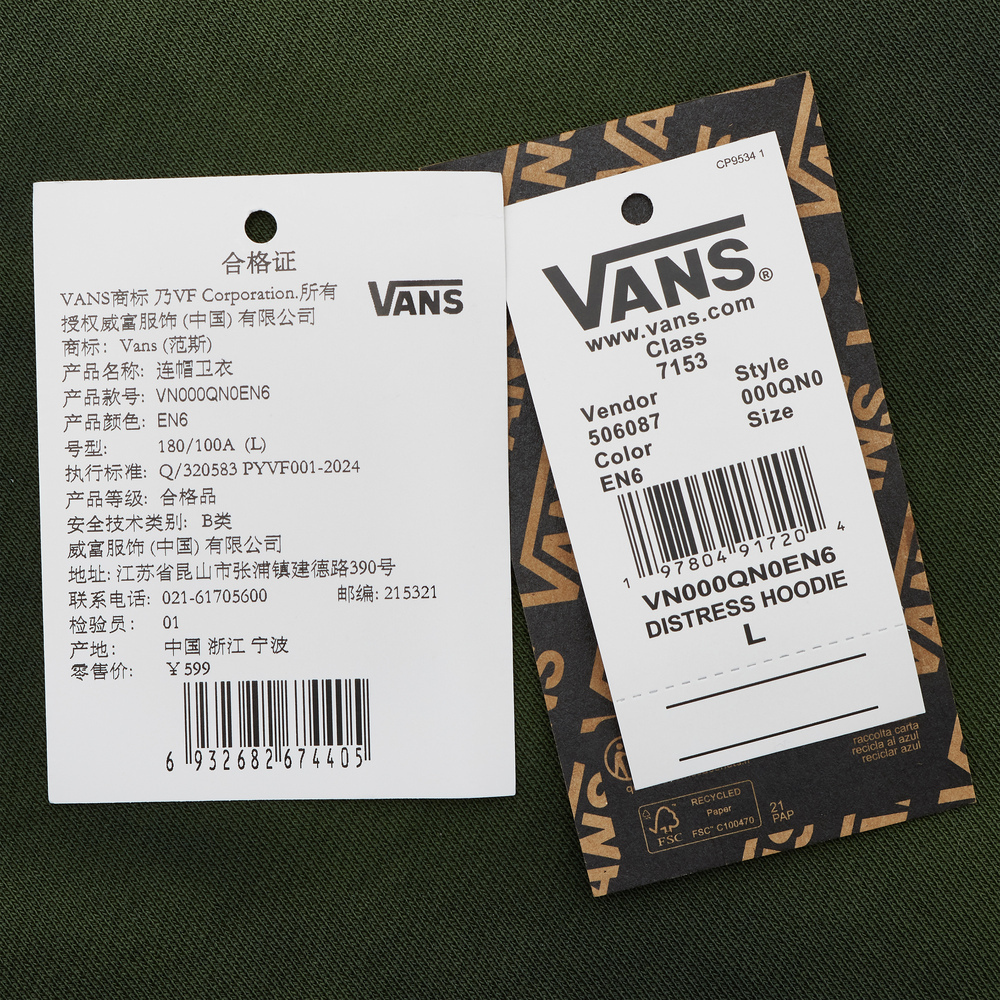 合格证
VANS商标 乃VF Corporation.所有
授权威富服饰 (中国) 有限公司
VANS
商标: Vans (范斯)
产品名称: 连帽卫衣
产品款号: VN000QN0EN6
产品颜色: EN6
号型: 180/100A (L)
执行标准: Q/320583 PYVF001-2024
产品等级: 合格品
安全技术类别: B类
威富服饰 (中国) 有限公司
地址: 江苏省昆山市张浦镇建德路390号
联系电话: 021-61705600 邮编: 215321
检验员: 01
产地: 中国 浙江 宁波
零售价: ￥599
6 932682 674405
CP9534 1
VANS®
www.vans.com
Class
7153
Vendor
506087
Color
EN6
Style
000QN0
Size
1 97804 91720 4
VN000QN0EN6
DISTRESS HOODIE
L
raccolta carta
recicla al azul
reciclar azul
FSC
RECYCLED
Paper
FSC™ C100470
21
PAP